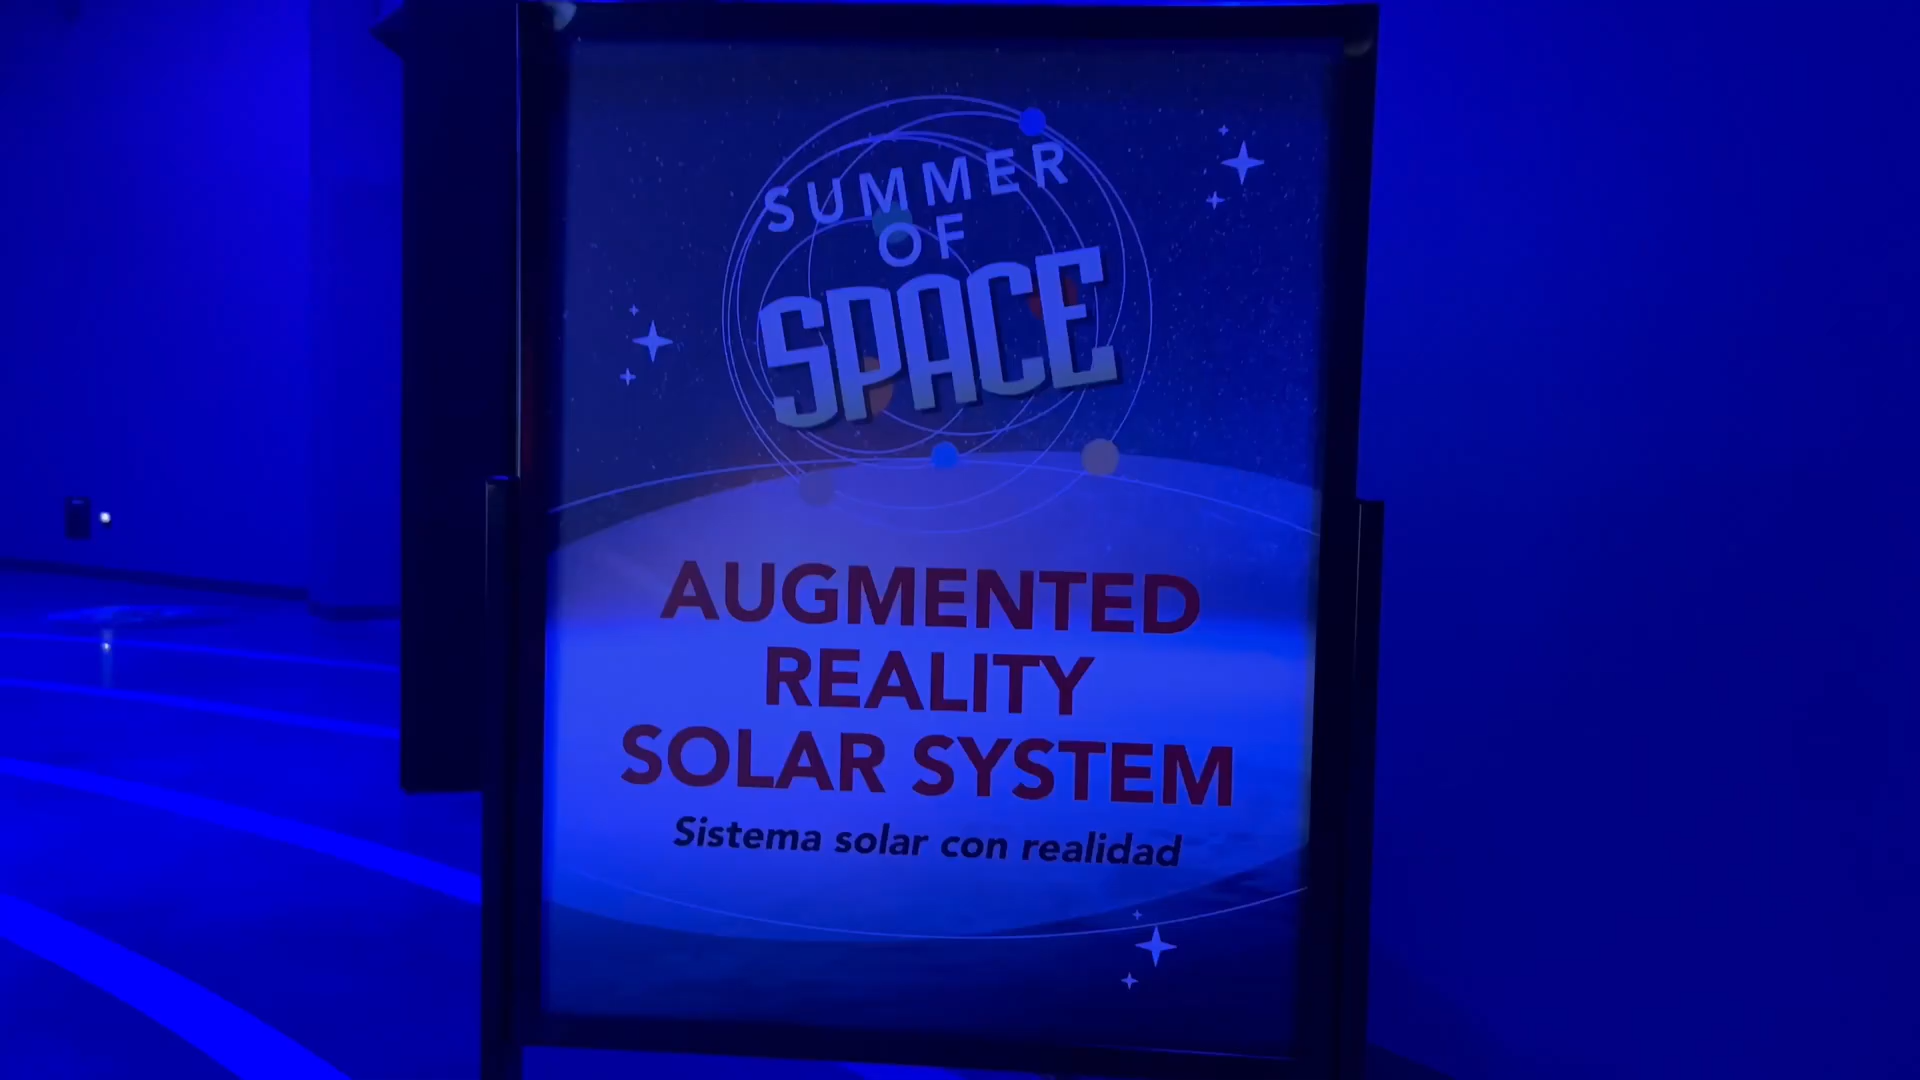 SUMMER
OF
SPACE
AUGMENTED
REALITY
SOLAR SYSTEM
Sistema solar con realidad